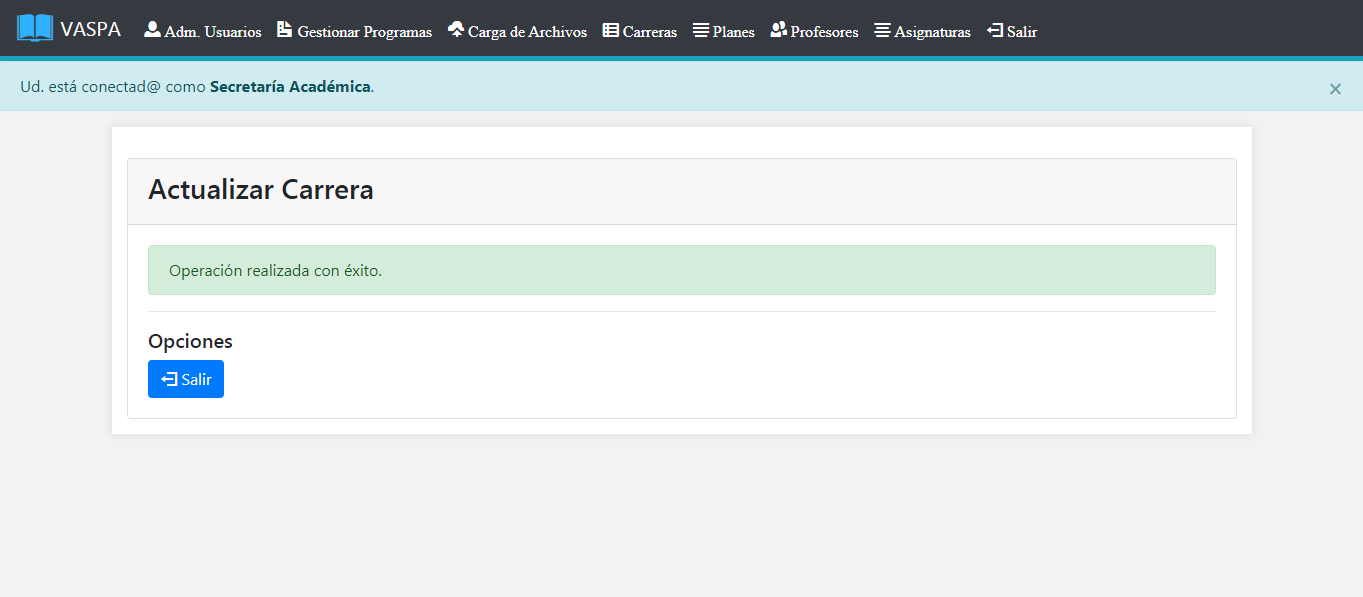 VASPA Adm. Usuarios Gestionar Programas Carga de Archivos Carreras Planes Profesores Asignaturas Salir
Ud. está conectad@ como Secretaría Académica. ×
Actualizar Carrera
Operación realizada con éxito.
Opciones
Salir